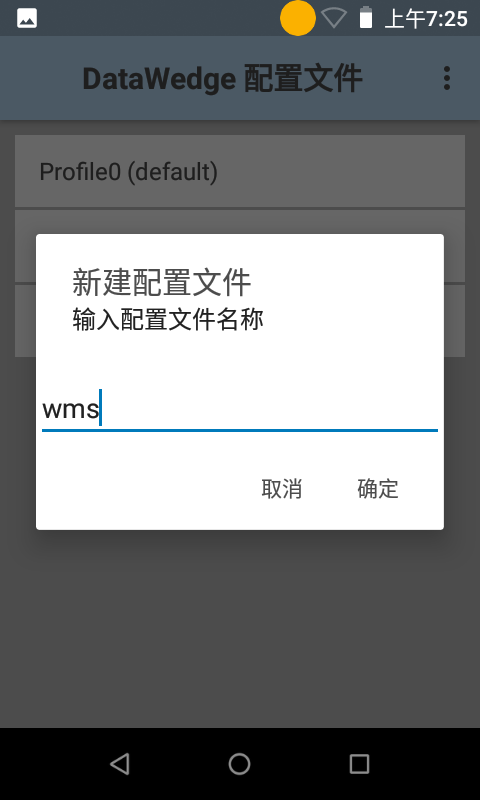 上午7:25
DataWedge 配置文件
Profile0 (default)
新建配置文件
输入配置文件名称
wms
取消 确定